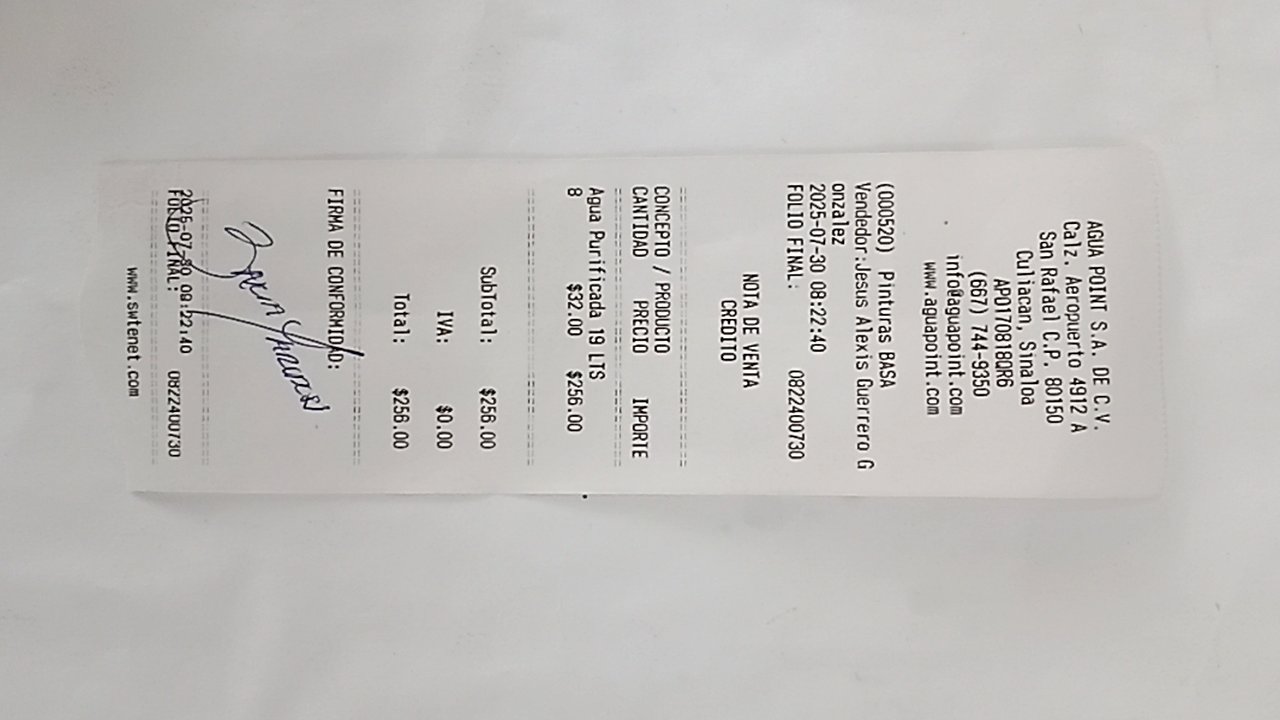 AGUA POINT S.A. DE C.V.
Calz. Aeropuerto 4912 A
San Rafael C.P. 80150
Culiacan, Sinaloa
APO170818QR6
(667) 744-9350
info@aguapoint.com
www.aguapoint.com
(000520) Pinturas BASA
Vendedor:Jesus Alexis Guerrero G
onzalez
2025-07-30 08:22:40
FOLIO FINAL: 0822400730
NOTA DE VENTA
CREDITO
CONCEPTO / PRODUCTO
CANTIDAD PRECIO IMPORTE
Agua Purificada 19 LTS
8 $32.00 $256.00
SubTotal: $256.00
IVA: $0.00
Total: $256.00
FIRMA DE CONFORMIDAD:
2025-07-30 08:22:40
FOLIO FINAL: 0822400730
www.swtenet.com